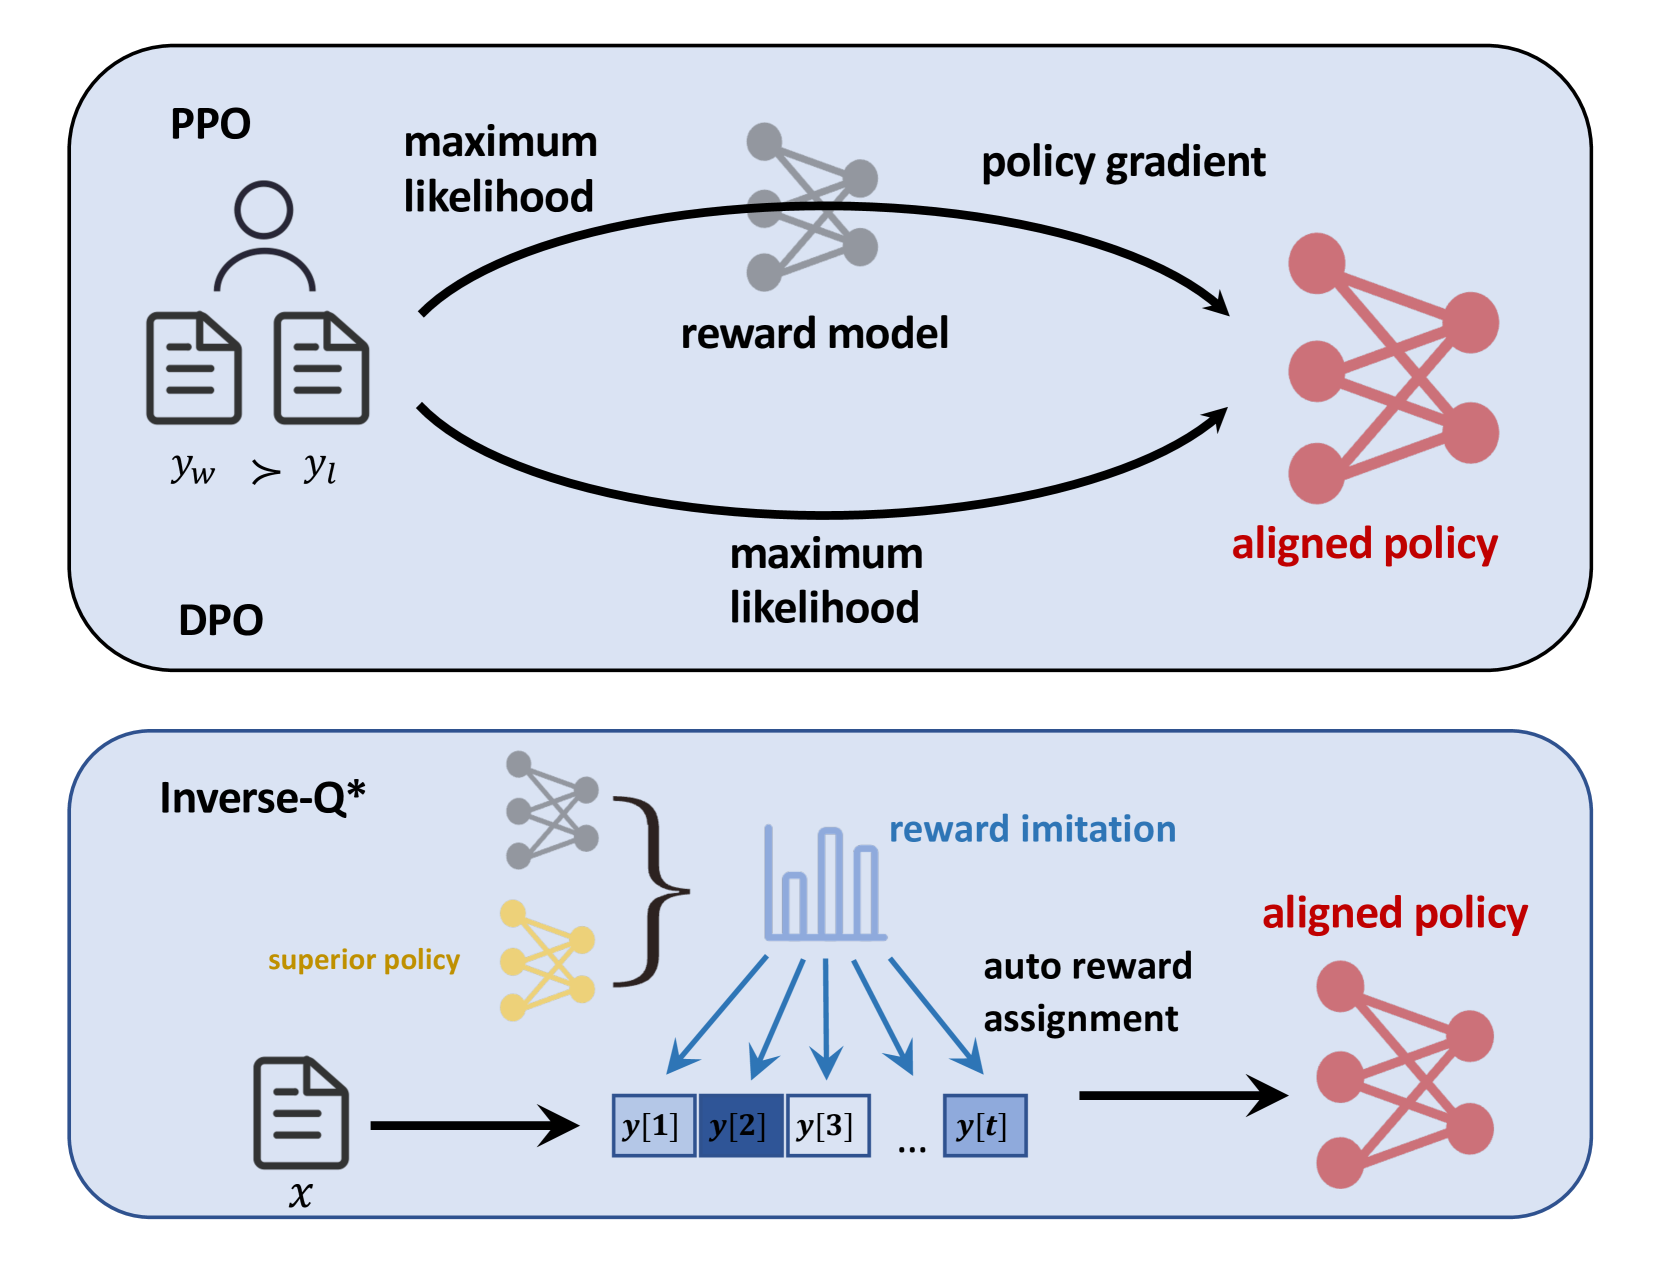 PPO
maximum
likelihood
policy gradient
reward model
y_w ≻ y_l
maximum
likelihood
aligned policy
DPO
Inverse-Q*
reward imitation
superior policy
aligned policy
auto reward
assignment
y[1] y[2] y[3] ... y[t]
x